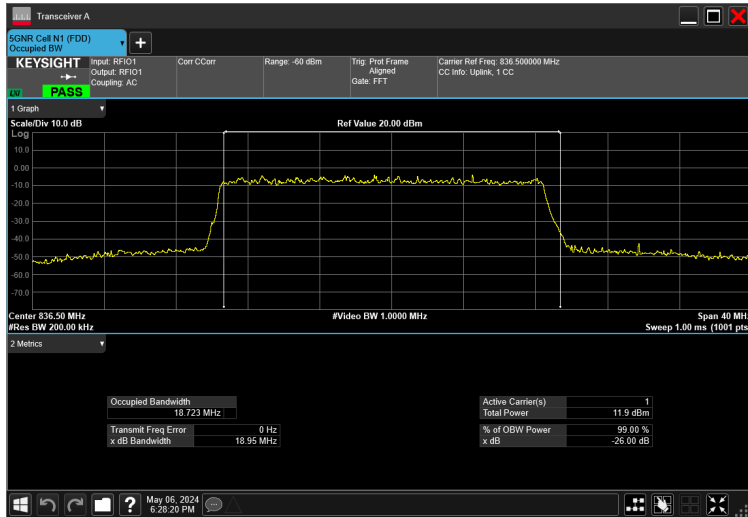 Transceiver A
5GNR Cell N1 (FDD)
Occupied BW
KEYSIGHT
LXI
PASS
Input: RFIO1
Output: RFIO1
Coupling: AC
Corr CCorr
Range: -60 dBm
Trig: Prot Frame
Aligned
Gate: FFT
Carrier Ref Freq: 836.500000 MHz
CC Info: Uplink, 1 CC
1 Graph
Scale/Div 10.0 dB
Ref Value 20.00 dBm
Log
10.0
0.00
-10.0
-20.0
-30.0
-40.0
-50.0
-60.0
-70.0
Center 836.50 MHz
#Video BW 1.0000 MHz
Span 40 MH
#Res BW 200.00 kHz
Sweep 1.00 ms (1001 pts
2 Metrics
Occupied Bandwidth
18.723 MHz
Active Carrier(s) 1
Total Power 11.9 dBm
Transmit Freq Error 0 Hz
x dB Bandwidth 18.95 MHz
% of OBW Power 99.00 %
x dB -26.00 dB
?
May 06, 2024
6:28:20 PM